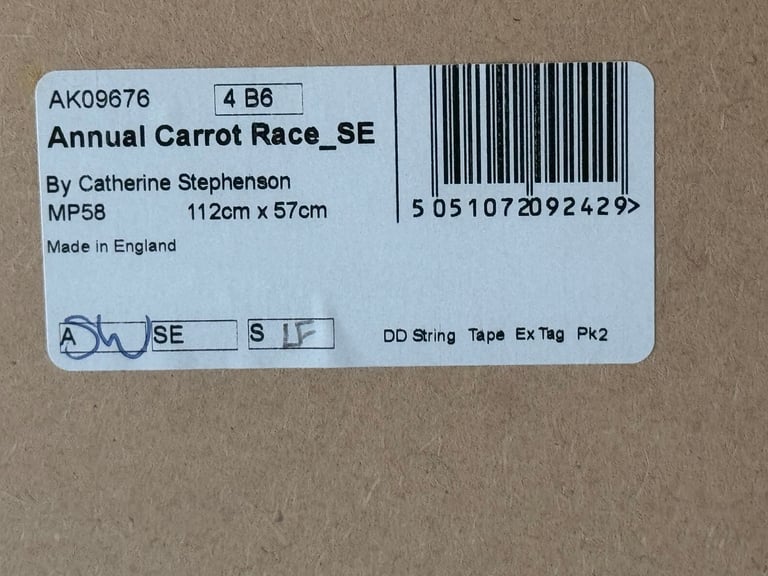 AK09676 4 B6
Annual Carrot Race_SE
By Catherine Stephenson
MP58 112cm x 57cm
Made in England
5 051072 092429>
A SW SE S LF DD String Tape Ex Tag Pk2